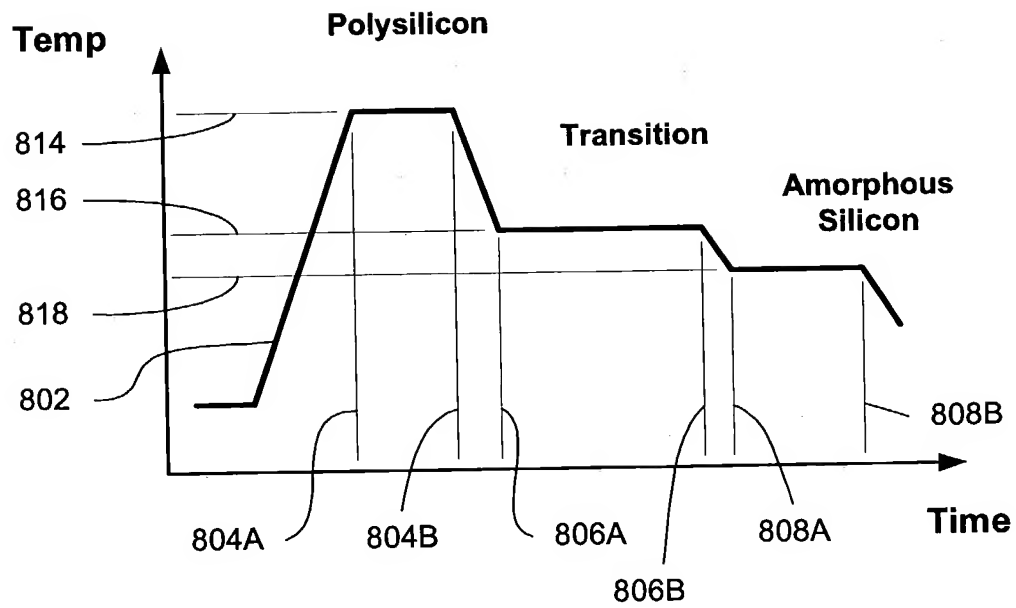 Polysilicon
Temp
814
Transition
816
Amorphous
Silicon
818
802
808B
804A
804B
806A
808A
Time
806B